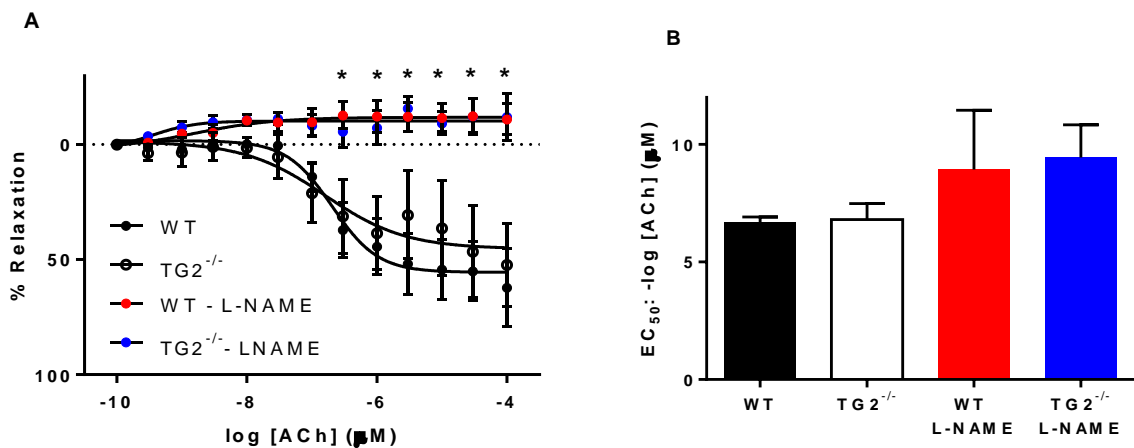 A
* * * * * *
0
50
100
% Relaxation
WT
TG2-/-
WT - L-NAME
TG2-/-- LNAME
-10 -8 -6 -4
log [ACh] (µM)
B
10
5
0
EC50: -log [ACh] (µM)
WT TG2-/- WT L-NAME TG2-/- L-NAME